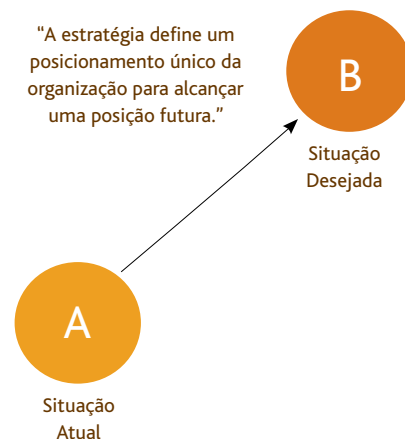 "A estratégia define um
posicionamento único da
organização para alcançar
uma posição futura."
B
Situação
Desejada
A
Situação
Atual